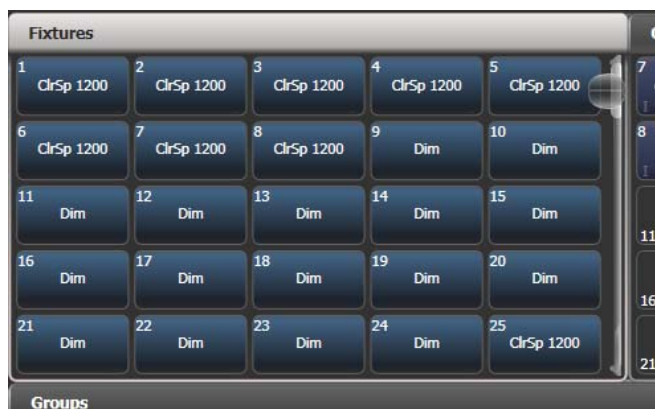 Fixtures
1 ClrSp 1200
2 ClrSp 1200
3 ClrSp 1200
4 ClrSp 1200
5 ClrSp 1200
6 ClrSp 1200
7 ClrSp 1200
8 ClrSp 1200
9 Dim
10 Dim
11 Dim
12 Dim
13 Dim
14 Dim
15 Dim
16 Dim
17 Dim
18 Dim
19 Dim
20 Dim
21 Dim
22 Dim
23 Dim
24 Dim
25 ClrSp 1200
7
I
8
I
11
16
21
Groups